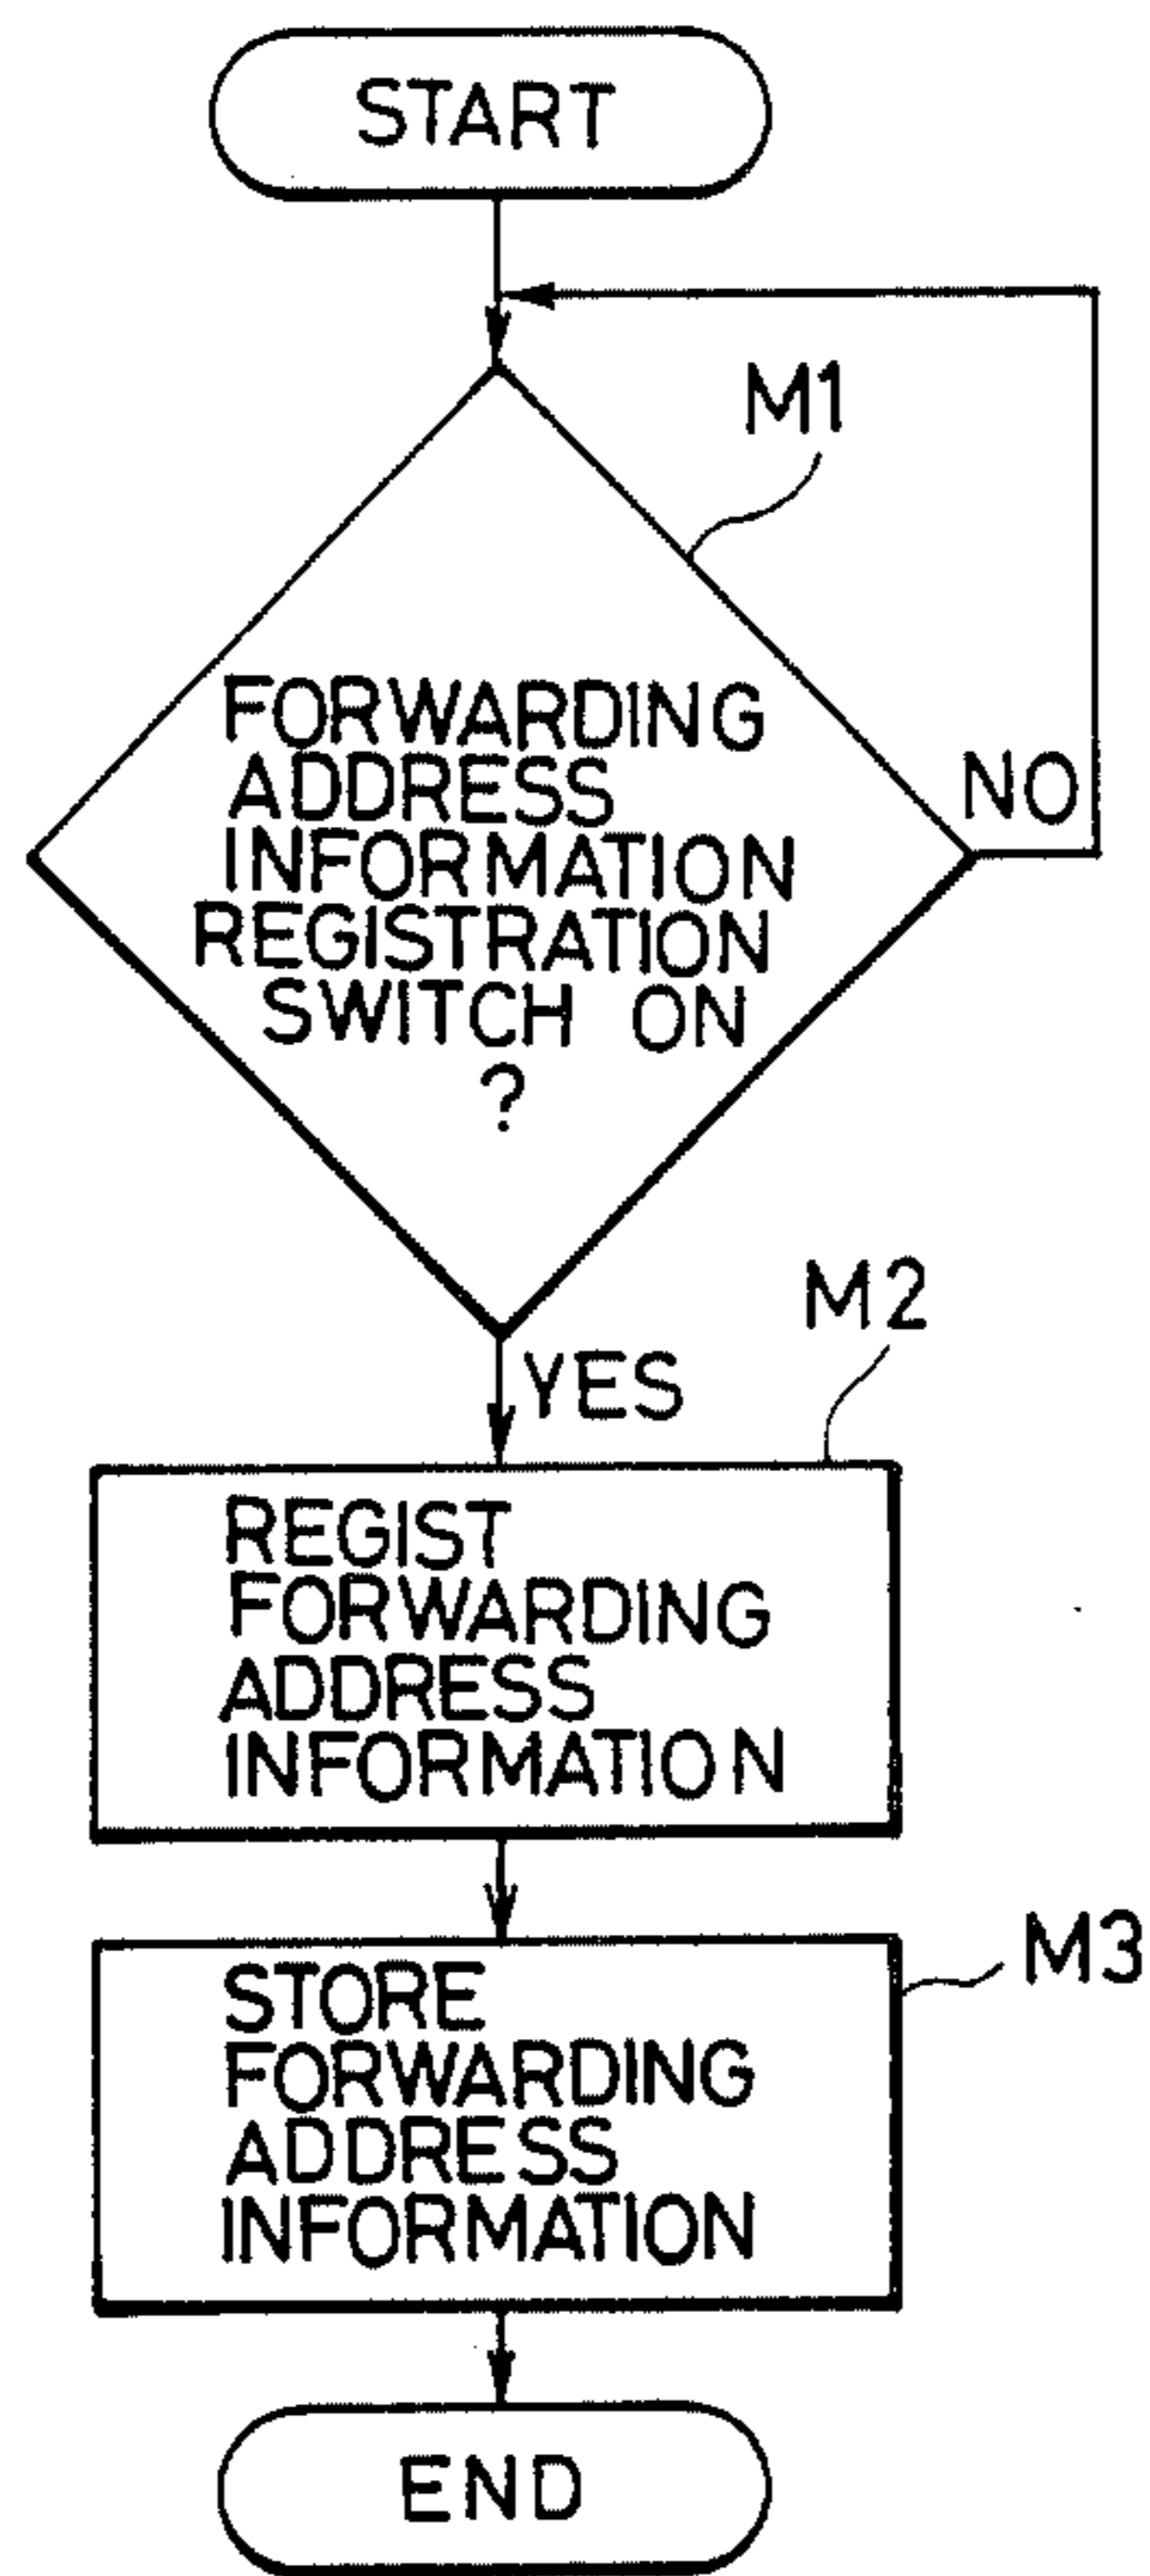 START
M1
FORWARDING
ADDRESS
INFORMATION
REGISTRATION
SWITCH ON
?
NO
YES
M2
REGIST
FORWARDING
ADDRESS
INFORMATION
M3
STORE
FORWARDING
ADDRESS
INFORMATION
END